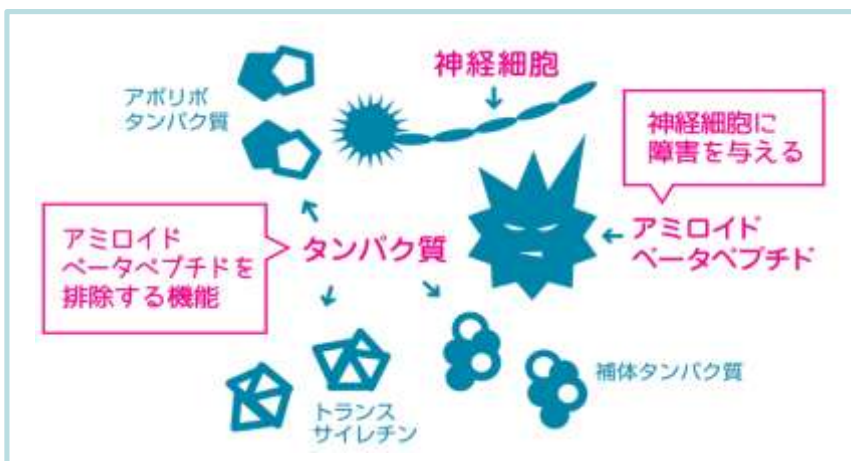 神経細胞
アポリポ
タンパク質
神経細胞に
障害を与える
アミロイド
ベータペプチドを
排除する機能
タンパク質
アミロイド
ベータペプチド
補体タンパク質
トランス
サイレチン